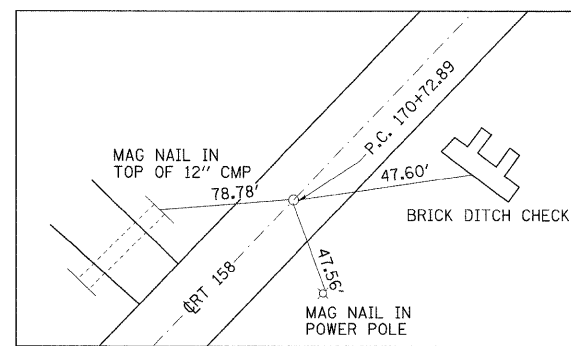 P.C. 170+72.89
MAG NAIL IN
TOP OF 12" CMP
78.78'
47.60'
BRICK DITCH CHECK
47.56'
℄ RT 158
MAG NAIL IN
POWER POLE